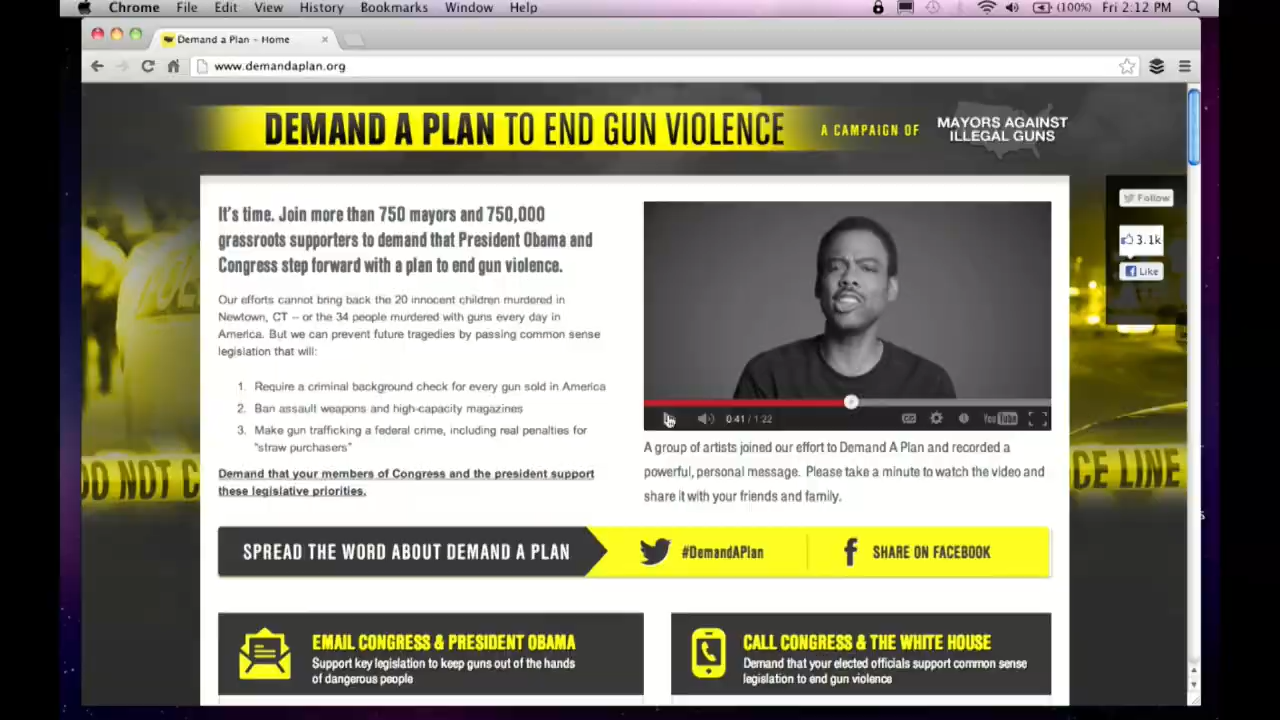 Chrome File Edit View History Bookmarks Window Help (100%) Fri 2:12 PM
Demand a Plan – Home
www.demandaplan.org
DEMAND A PLAN TO END GUN VIOLENCE A CAMPAIGN OF MAYORS AGAINST
ILLEGAL GUNS
It's time. Join more than 750 mayors and 750,000
grassroots supporters to demand that President Obama and
Congress step forward with a plan to end gun violence.
Our efforts cannot bring back the 20 innocent children murdered in
Newtown, CT – or the 34 people murdered with guns every day in
America. But we can prevent future tragedies by passing common sense
legislation that will:
1. Require a criminal background check for every gun sold in America
2. Ban assault weapons and high-capacity magazines
3. Make gun trafficking a federal crime, including real penalties for
"straw purchasers"
Demand that your members of Congress and the president support
these legislative priorities.
0:41 / 1:22 CC YouTube
A group of artists joined our effort to Demand A Plan and recorded a
powerful, personal message. Please take a minute to watch the video and
share it with your friends and family.
Follow
3.1k
Like
DO NOT C
CE LINE
SPREAD THE WORD ABOUT DEMAND A PLAN #DemandAPlan SHARE ON FACEBOOK
EMAIL CONGRESS & PRESIDENT OBAMA
Support key legislation to keep guns out of the hands
of dangerous people
CALL CONGRESS & THE WHITE HOUSE
Demand that your elected officials support common sense
legislation to end gun violence